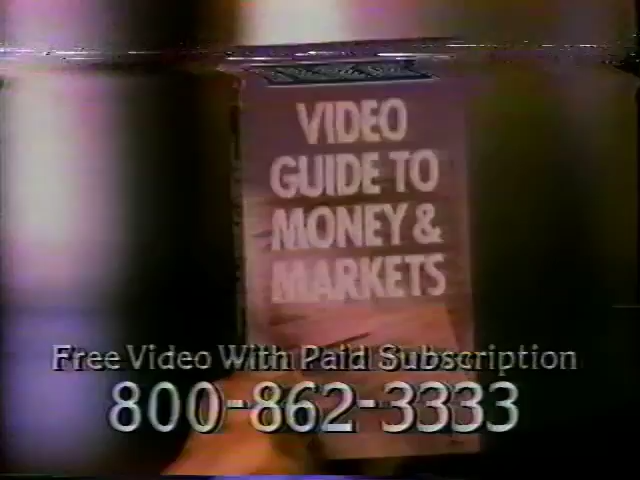 VIDEO
GUIDE TO
MONEY &
MARKETS
Free Video With Paid Subscription
800-862-3333